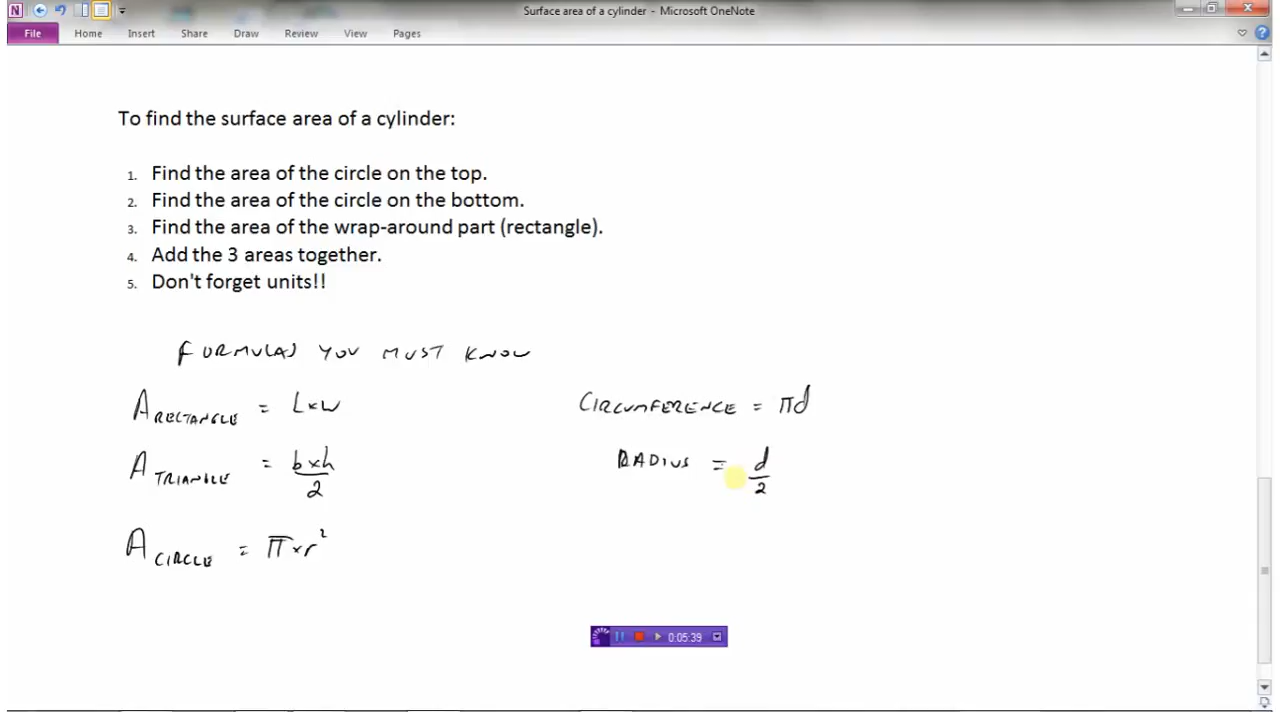 Surface area of a cylinder - Microsoft OneNote
File Home Insert Share Draw Review View Pages
To find the surface area of a cylinder:
1. Find the area of the circle on the top.
2. Find the area of the circle on the bottom.
3. Find the area of the wrap-around part (rectangle).
4. Add the 3 areas together.
5. Don't forget units!!
FORMULAS YOU MUST KNOW
A RECTANGLE = L×W
CIRCUMFERENCE = πd
A TRIANGLE = b×h/2
RADIUS = d/2
A CIRCLE = π×r²
0:05:39